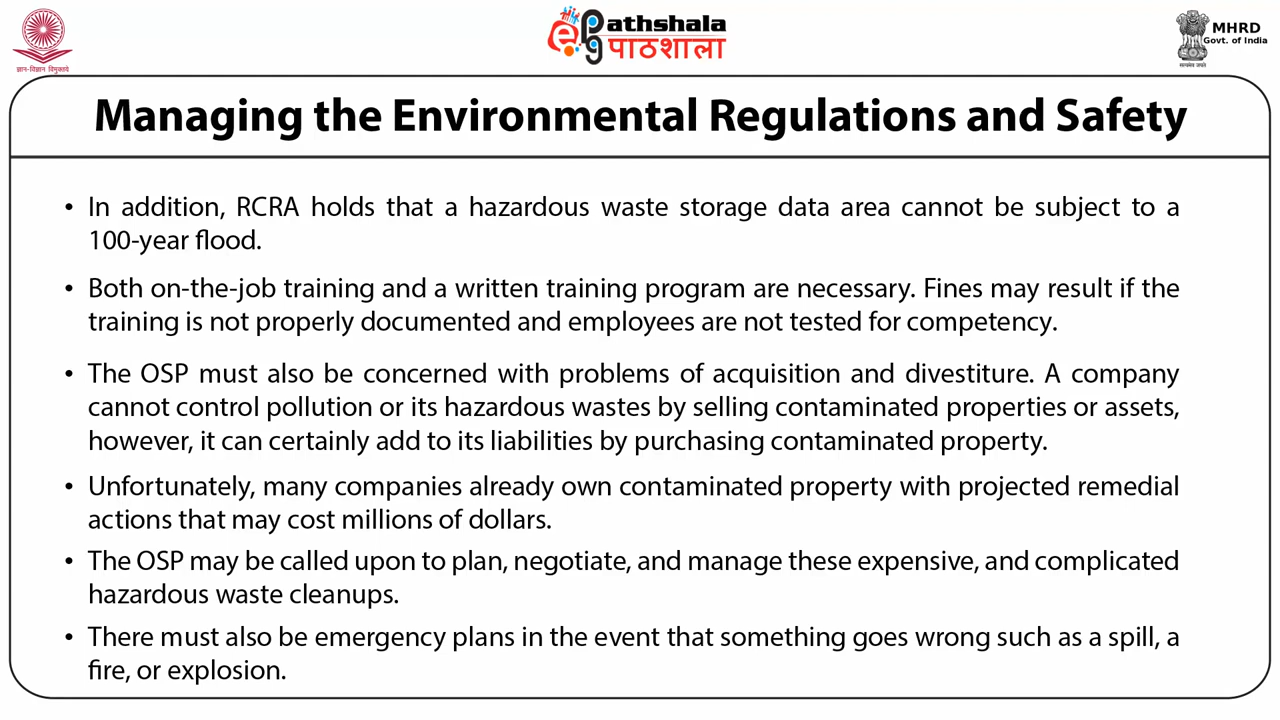 ज्ञान-विज्ञान विमुक्तये
ePathshala
पाठशाला
सत्यमेव जयते
MHRD
Govt. of India
Managing the Environmental Regulations and Safety
• In addition, RCRA holds that a hazardous waste storage data area cannot be subject to a
100-year flood.
• Both on-the-job training and a written training program are necessary. Fines may result if the
training is not properly documented and employees are not tested for competency.
• The OSP must also be concerned with problems of acquisition and divestiture. A company
cannot control pollution or its hazardous wastes by selling contaminated properties or assets,
however, it can certainly add to its liabilities by purchasing contaminated property.
• Unfortunately, many companies already own contaminated property with projected remedial
actions that may cost millions of dollars.
• The OSP may be called upon to plan, negotiate, and manage these expensive, and complicated
hazardous waste cleanups.
• There must also be emergency plans in the event that something goes wrong such as a spill, a
fire, or explosion.